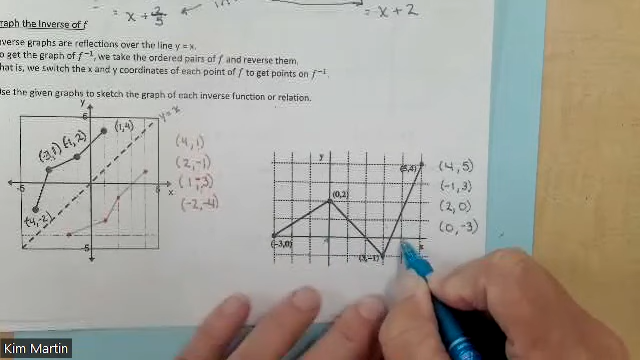 = x + 2/5
= x + 2
raph the Inverse of f
verse graphs are reflections over the line y = x.
o get the graph of f⁻¹, we take the ordered pairs of f and reverse them.
hat is, we switch the x and y coordinates of each point of f to get points on f⁻¹.
se the given graphs to sketch the graph of each inverse function or relation.
y
6
y = x
(1,4)
(-3,1)
(-1,2)
(-4,-2)
-5
x
-5
(4,1)
(2,-1)
(1,-3)
(-2,-4)
y
(5,4)
(0,2)
(-3,0)
(3,-1)
x
(4,5)
(-1,3)
(2,0)
(0,-3)
Kim Martin